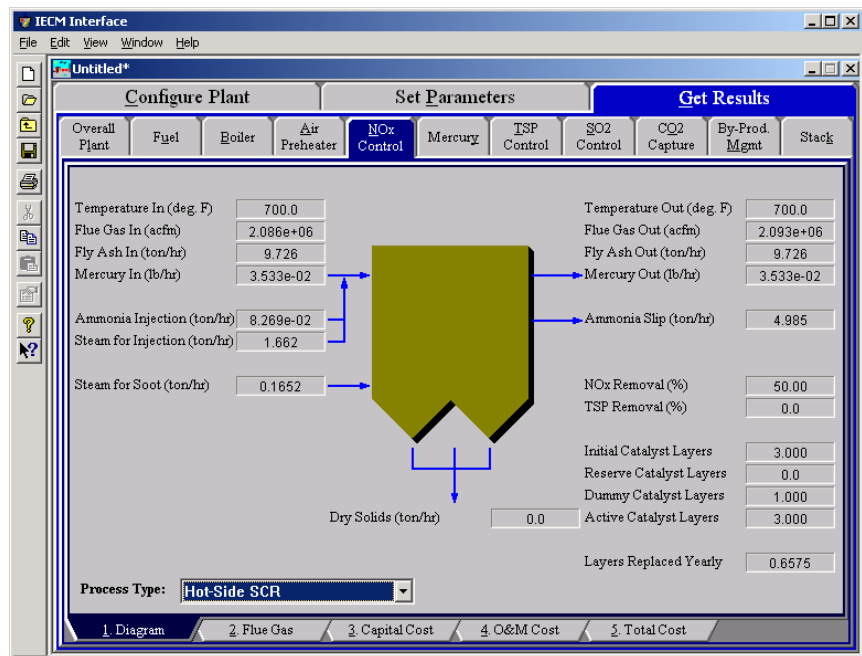 IECM Interface
File Edit View Window Help
Untitled*
Configure Plant Set Parameters Get Results
Overall Plant Fuel Boiler Air Preheater NOx Control Mercury TSP Control SO2 Control CO2 Capture By-Prod. Mgmt Stack
Temperature In (deg. F) 700.0 Temperature Out (deg. F) 700.0
Flue Gas In (acfm) 2.086e+06 Flue Gas Out (acfm) 2.093e+06
Fly Ash In (ton/hr) 9.726 Fly Ash Out (ton/hr) 9.726
Mercury In (lb/hr) 3.533e-02 Mercury Out (lb/hr) 3.533e-02
Ammonia Injection (ton/hr) 8.269e-02 Ammonia Slip (ton/hr) 4.985
Steam for Injection (ton/hr) 1.662
Steam for Soot (ton/hr) 0.1652 NOx Removal (%) 50.00
TSP Removal (%) 0.0
Initial Catalyst Layers 3.000
Reserve Catalyst Layers 0.0
Dummy Catalyst Layers 1.000
Dry Solids (ton/hr) 0.0 Active Catalyst Layers 3.000
Layers Replaced Yearly 0.6575
Process Type: Hot-Side SCR
1. Diagram 2. Flue Gas 3. Capital Cost 4. O&M Cost 5. Total Cost